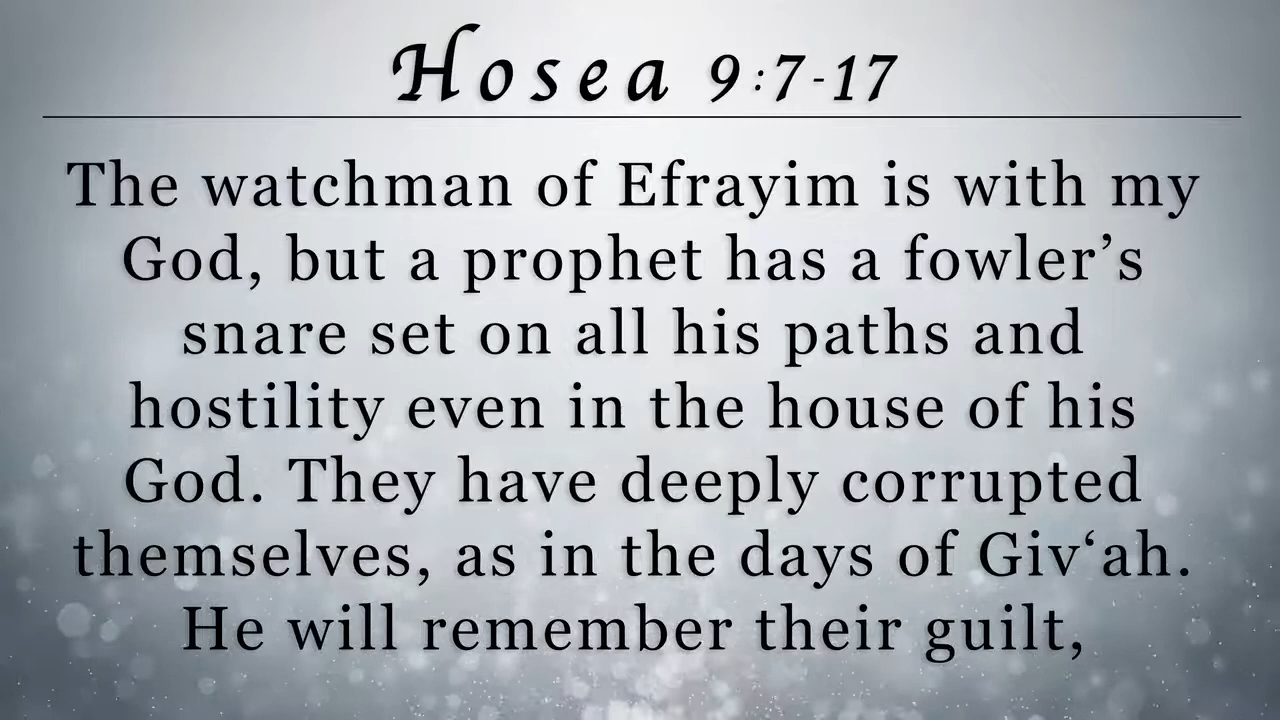 Hosea 9:7-17
The watchman of Efrayim is with my
God, but a prophet has a fowler’s
snare set on all his paths and
hostility even in the house of his
God. They have deeply corrupted
themselves, as in the days of Giv‘ah.
He will remember their guilt,